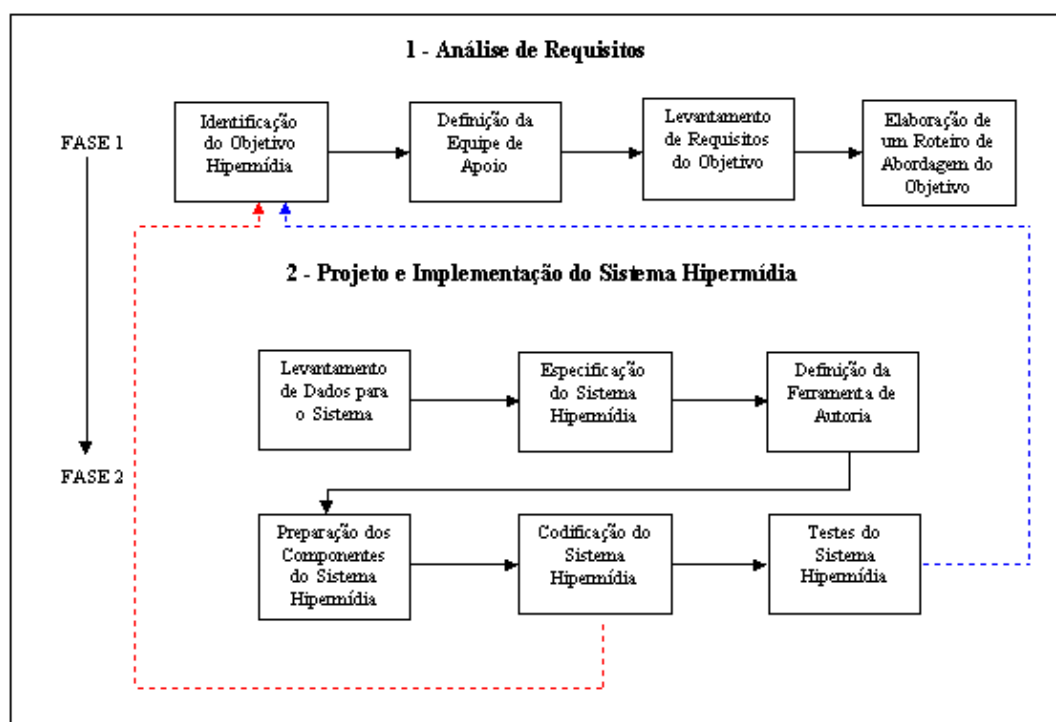 1 - Análise de Requisitos
FASE 1
Identificação
do Objetivo
Hipermídia
Definição da
Equipe de
Apoio
Levantamento
de Requisitos
do Objetivo
Elaboração de
um Roteiro de
Abordagem do
Objetivo
2 - Projeto e Implementação do Sistema Hipermídia
Levantamento
de Dados para
o Sistema
Especificação
do Sistema
Hipermídia
Definição da
Ferramenta de
Autoria
FASE 2
Preparação dos
Componentes
do Sistema
Hipermídia
Codificação do
Sistema
Hipermídia
Testes do
Sistema
Hipermídia